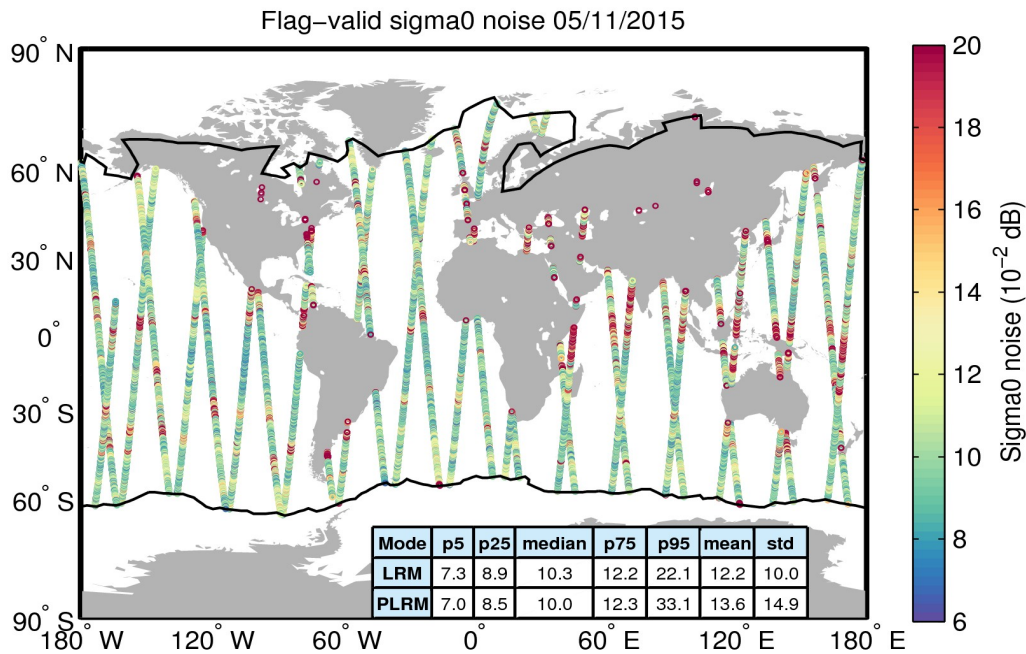 Flag−valid sigma0 noise 05/11/2015
90° N
60° N
30° N
0°
30° S
60° S
90° S
180° W
120° W
60° W
0°
60° E
120° E
180° E
Mode p5 p25 median p75 p95 mean std
LRM 7.3 8.9 10.3 12.2 22.1 12.2 10.0
PLRM 7.0 8.5 10.0 12.3 33.1 13.6 14.9
20
18
16
14
12
10
8
6
Sigma0 noise (10⁻² dB)